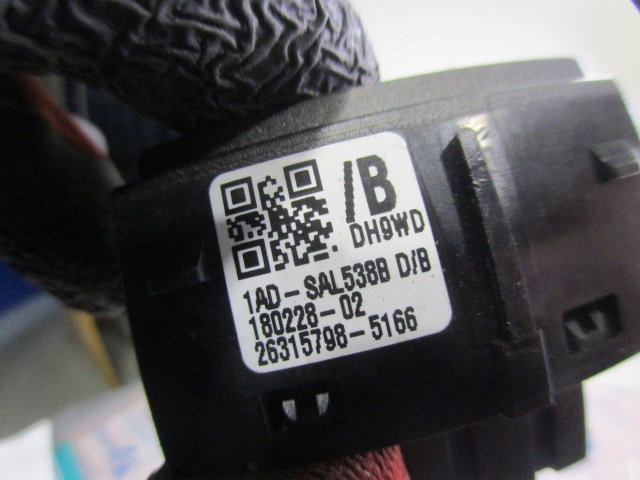 /B
DH9WD
1AD-SAL538B D/B
180228-02
26315798-5166